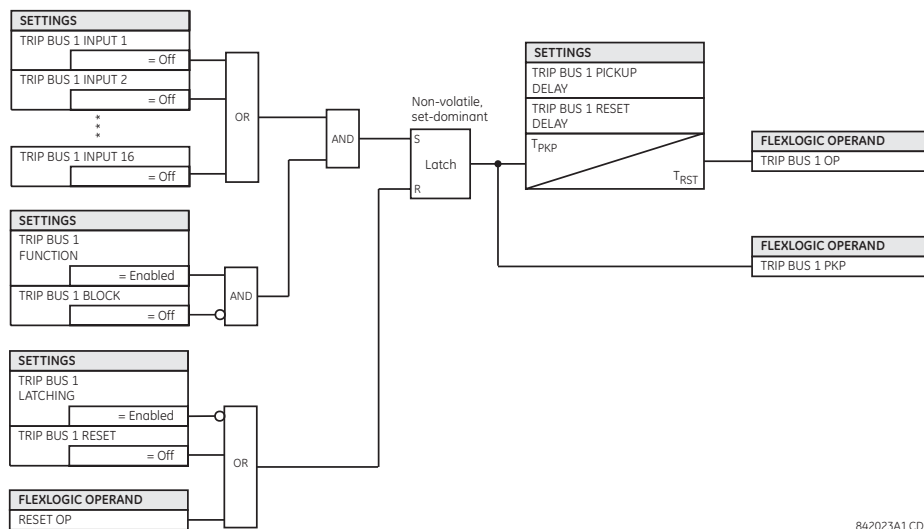 SETTINGS
TRIP BUS 1 INPUT 1
= Off
TRIP BUS 1 INPUT 2
= Off
* * *
TRIP BUS 1 INPUT 16
= Off
OR
AND
SETTINGS
TRIP BUS 1
FUNCTION
= Enabled
TRIP BUS 1 BLOCK
= Off
AND
SETTINGS
TRIP BUS 1
LATCHING
= Enabled
TRIP BUS 1 RESET
= Off
OR
FLEXLOGIC OPERAND
RESET OP
Non-volatile,
set-dominant
S
Latch
R
SETTINGS
TRIP BUS 1 PICKUP
DELAY
TRIP BUS 1 RESET
DELAY
TPKP
TRST
FLEXLOGIC OPERAND
TRIP BUS 1 OP
FLEXLOGIC OPERAND
TRIP BUS 1 PKP
842023A1.CD